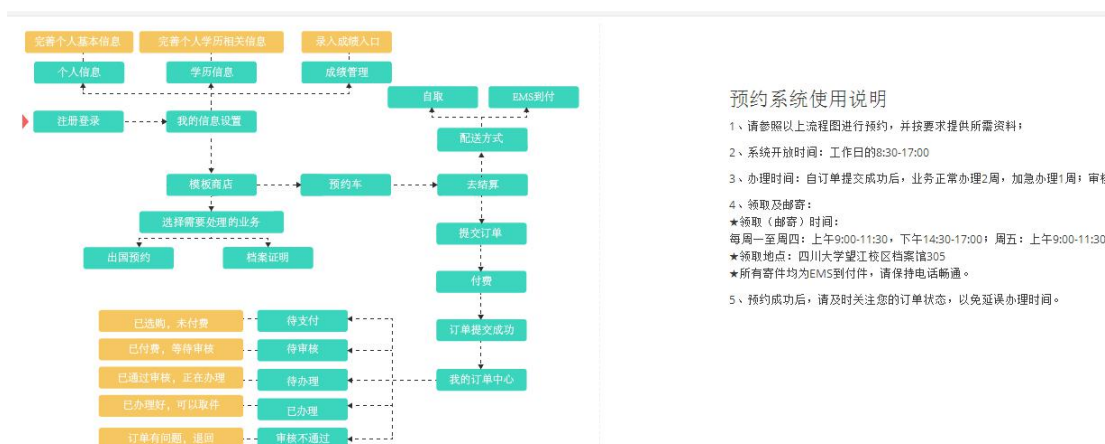 完善个人基本信息
完善个人学历相关信息
录入成绩入口
个人信息
学历信息
成绩管理
自取
EMS到付
注册登录
我的信息设置
配送方式
模板商店
预约车
去结算
选择需要处理的业务
提交订单
出国预约
档案证明
付费
已选购，未付费
待支付
订单提交成功
已付费，等待审核
待审核
已通过审核，正在办理
待办理
我的订单中心
已办理好，可以取件
已办理
订单有问题，退回
审核不通过
预约系统使用说明
1、请参照以上流程图进行预约，并按要求提供所需资料；
2、系统开放时间：工作日的8:30-17:00
3、办理时间：自订单提交成功后，业务正常办理2周，加急办理1周；审核
4、领取及邮寄：
★领取（邮寄）时间：
每周一至周四：上午9:00-11:30，下午14:30-17:00；周五：上午9:00-11:30
★领取地点：四川大学望江校区档案馆305
★所有寄件均为EMS到付件，请保持电话畅通。
5、预约成功后，请及时关注您的订单状态，以免延误办理时间。